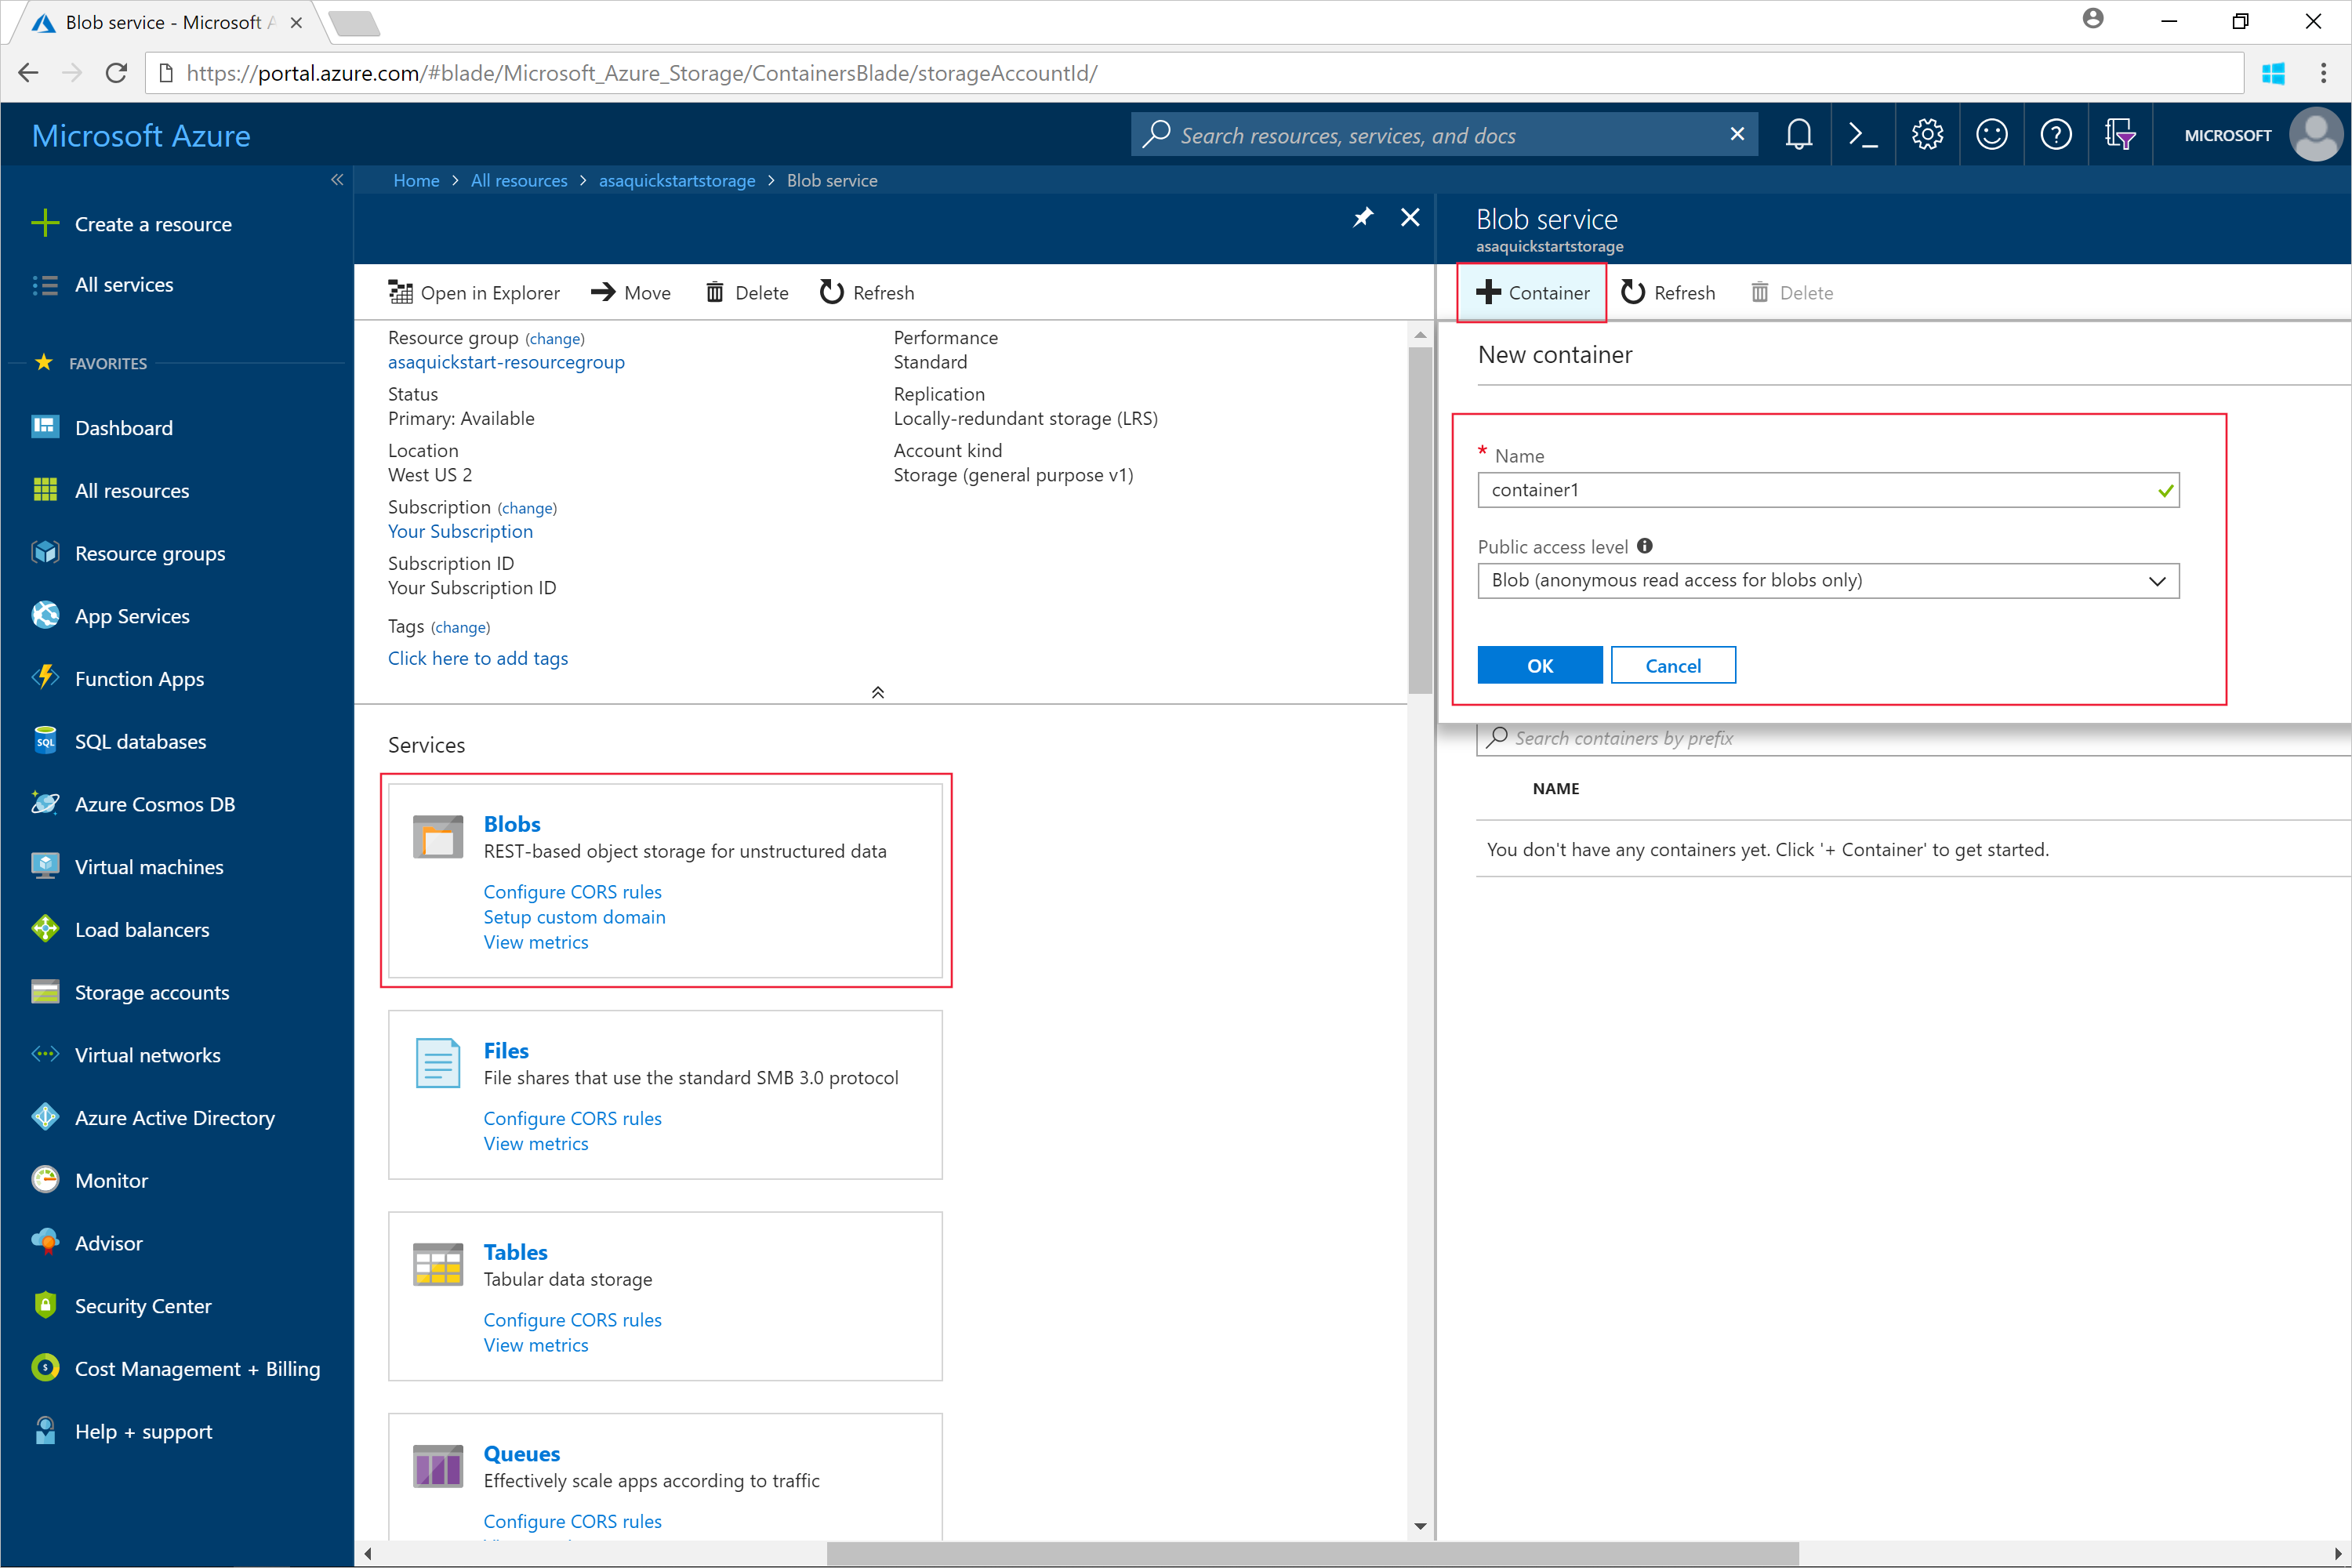 Blob service - Microsoft A
https://portal.azure.com/#blade/Microsoft_Azure_Storage/ContainersBlade/storageAccountId/
Microsoft Azure
Search resources, services, and docs
MICROSOFT
Home > All resources > asaquickstartstorage > Blob service
Create a resource
All services
FAVORITES
Dashboard
All resources
Resource groups
App Services
Function Apps
SQL databases
Azure Cosmos DB
Virtual machines
Load balancers
Storage accounts
Virtual networks
Azure Active Directory
Monitor
Advisor
Security Center
Cost Management + Billing
Help + support
Open in Explorer
Move
Delete
Refresh
Resource group (change)
asaquickstart-resourcegroup
Status
Primary: Available
Location
West US 2
Subscription (change)
Your Subscription
Subscription ID
Your Subscription ID
Tags (change)
Click here to add tags
Performance
Standard
Replication
Locally-redundant storage (LRS)
Account kind
Storage (general purpose v1)
Services
Blobs
REST-based object storage for unstructured data
Configure CORS rules
Setup custom domain
View metrics
Files
File shares that use the standard SMB 3.0 protocol
Configure CORS rules
View metrics
Tables
Tabular data storage
Configure CORS rules
View metrics
Queues
Effectively scale apps according to traffic
Configure CORS rules
Blob service
asaquickstartstorage
Container
Refresh
Delete
New container
* Name
container1
Public access level
Blob (anonymous read access for blobs only)
OK
Cancel
Search containers by prefix
NAME
You don't have any containers yet. Click '+ Container' to get started.